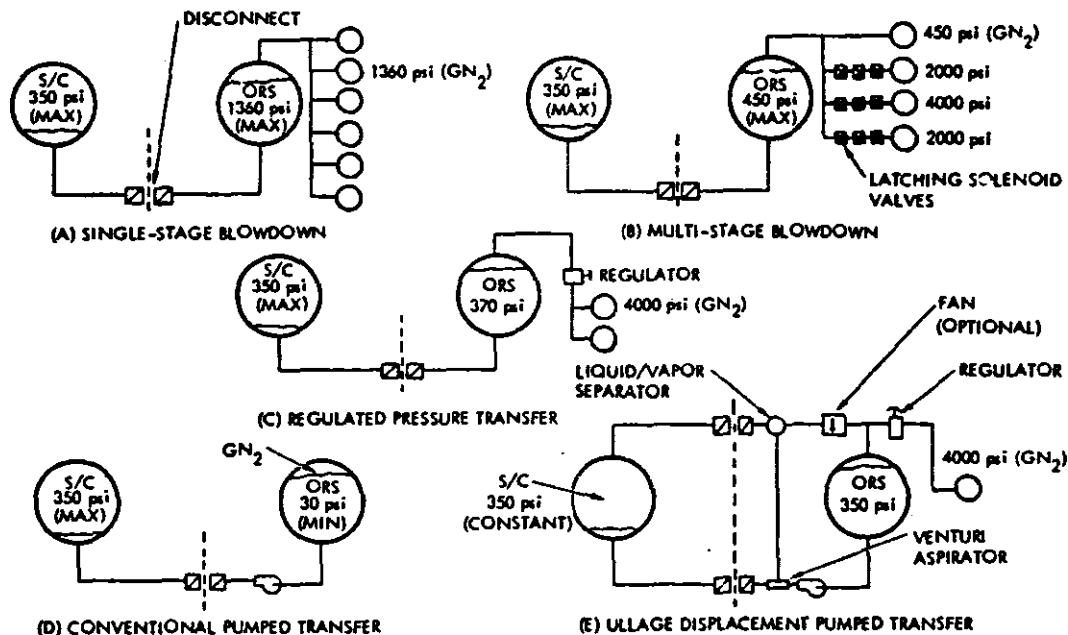 DISCONNECT
S/C
350 psi
(MAX)
ORS
1360 psi
(MAX)
1360 psi (GN2)
(A) SINGLE-STAGE BLOWDOWN
S/C
350 psi
(MAX)
ORS
450 psi
(MAX)
450 psi (GN2)
2000 psi
4000 psi
2000 psi
LATCHING SOLENOID
VALVES
(B) MULTI-STAGE BLOWDOWN
S/C
350 psi
(MAX)
ORS
370 psi
REGULATOR
4000 psi (GN2)
(C) REGULATED PRESSURE TRANSFER
GN2
S/C
350 psi
(MAX)
ORS
30 psi
(MIN)
(D) CONVENTIONAL PUMPED TRANSFER
LIQUID/VAPOR
SEPARATOR
FAN
(OPTIONAL)
REGULATOR
4000 psi (GN2)
S/C
350 psi
(CONSTANT)
ORS
350 psi
VENTURI
ASPIRATOR
(E) ULLAGE DISPLACEMENT PUMPED TRANSFER